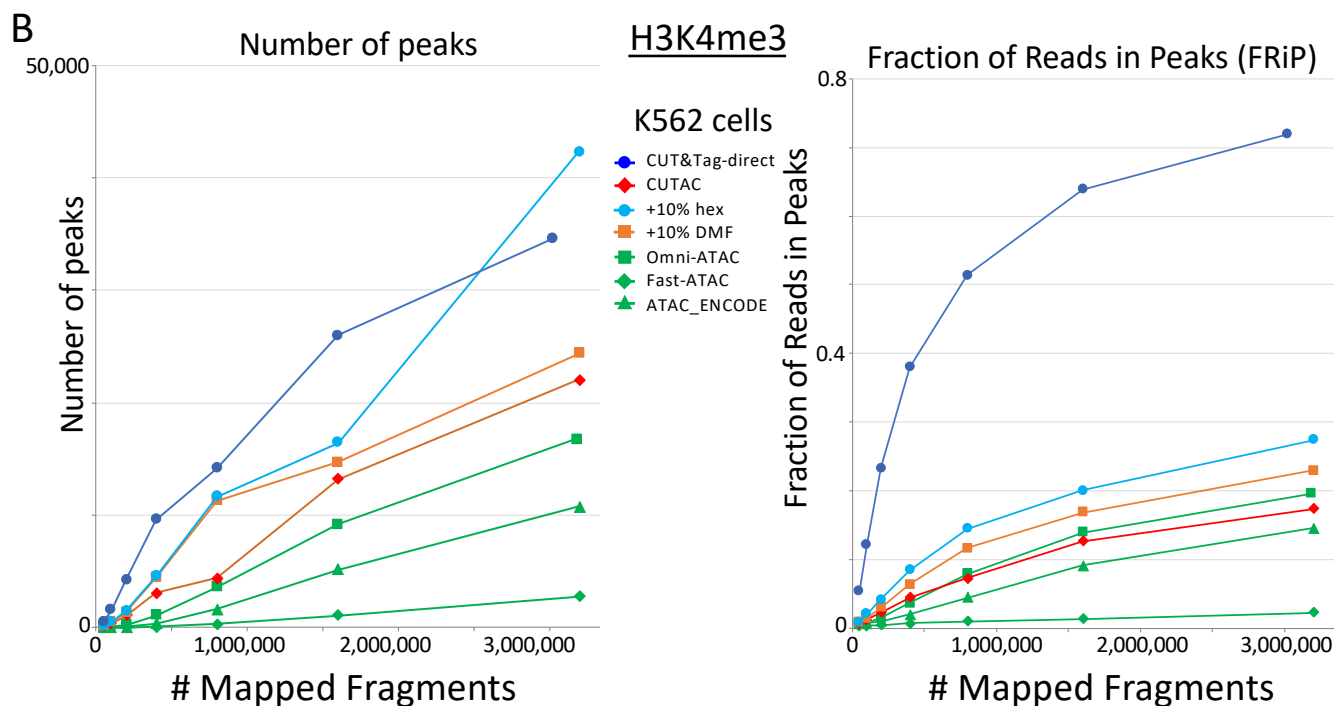 B
Number of peaks
H3K4me3
Fraction of Reads in Peaks (FRiP)
50,000
Number of peaks
0
0
1,000,000
2,000,000
3,000,000
# Mapped Fragments
K562 cells
CUT&Tag-direct
CUTAC
+10% hex
+10% DMF
Omni-ATAC
Fast-ATAC
ATAC_ENCODE
0.8
0.4
Fraction of Reads in Peaks
0
0
1,000,000
2,000,000
3,000,000
# Mapped Fragments